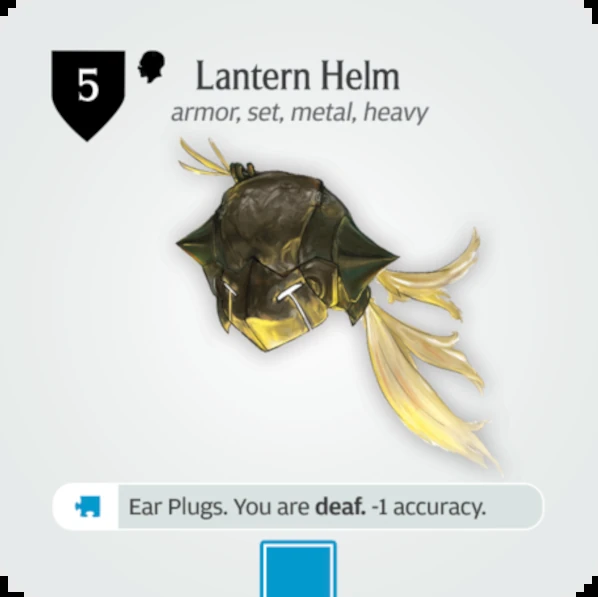 5
Lantern Helm
armor, set, metal, heavy
Ear Plugs. You are deaf. -1 accuracy.